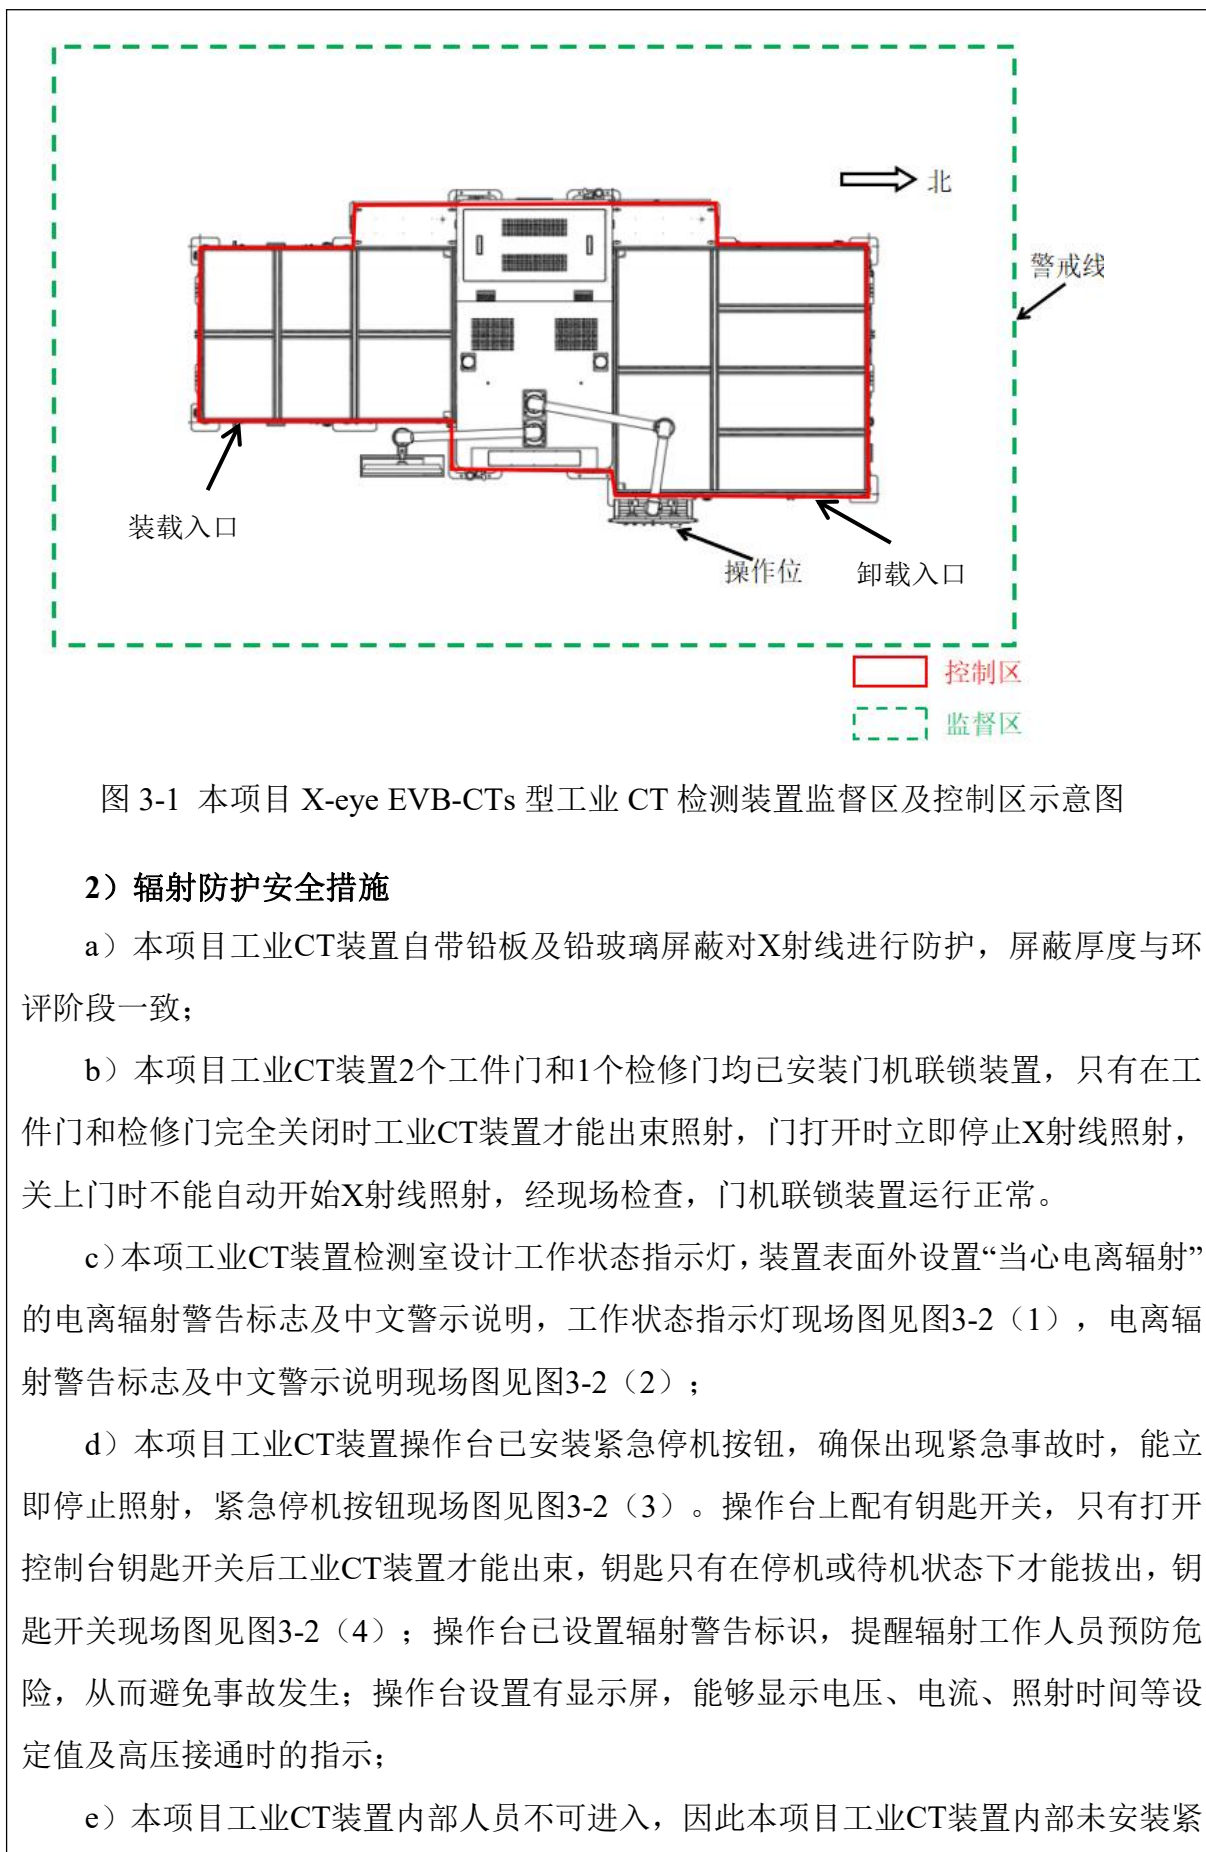 北
警戒线
装载入口
操作位
卸载入口
控制区
监督区
图 3-1 本项目 X-eye EVB-CTs 型工业 CT 检测装置监督区及控制区示意图
2）辐射防护安全措施
a）本项目工业CT装置自带铅板及铅玻璃屏蔽对X射线进行防护，屏蔽厚度与环
评阶段一致；
b）本项目工业CT装置2个工件门和1个检修门均已安装门机联锁装置，只有在工
件门和检修门完全关闭时工业CT装置才能出束照射，门打开时立即停止X射线照射，
关上门时不能自动开始X射线照射，经现场检查，门机联锁装置运行正常。
c）本项工业CT装置检测室设计工作状态指示灯，装置表面外设置“当心电离辐射”
的电离辐射警告标志及中文警示说明，工作状态指示灯现场图见图3-2（1），电离辐
射警告标志及中文警示说明现场图见图3-2（2）；
d）本项目工业CT装置操作台已安装紧急停机按钮，确保出现紧急事故时，能立
即停止照射，紧急停机按钮现场图见图3-2（3）。操作台上配有钥匙开关，只有打开
控制台钥匙开关后工业CT装置才能出束，钥匙只有在停机或待机状态下才能拔出，钥
匙开关现场图见图3-2（4）；操作台已设置辐射警告标识，提醒辐射工作人员预防危
险，从而避免事故发生；操作台设置有显示屏，能够显示电压、电流、照射时间等设
定值及高压接通时的指示；
e）本项目工业CT装置内部人员不可进入，因此本项目工业CT装置内部未安装紧